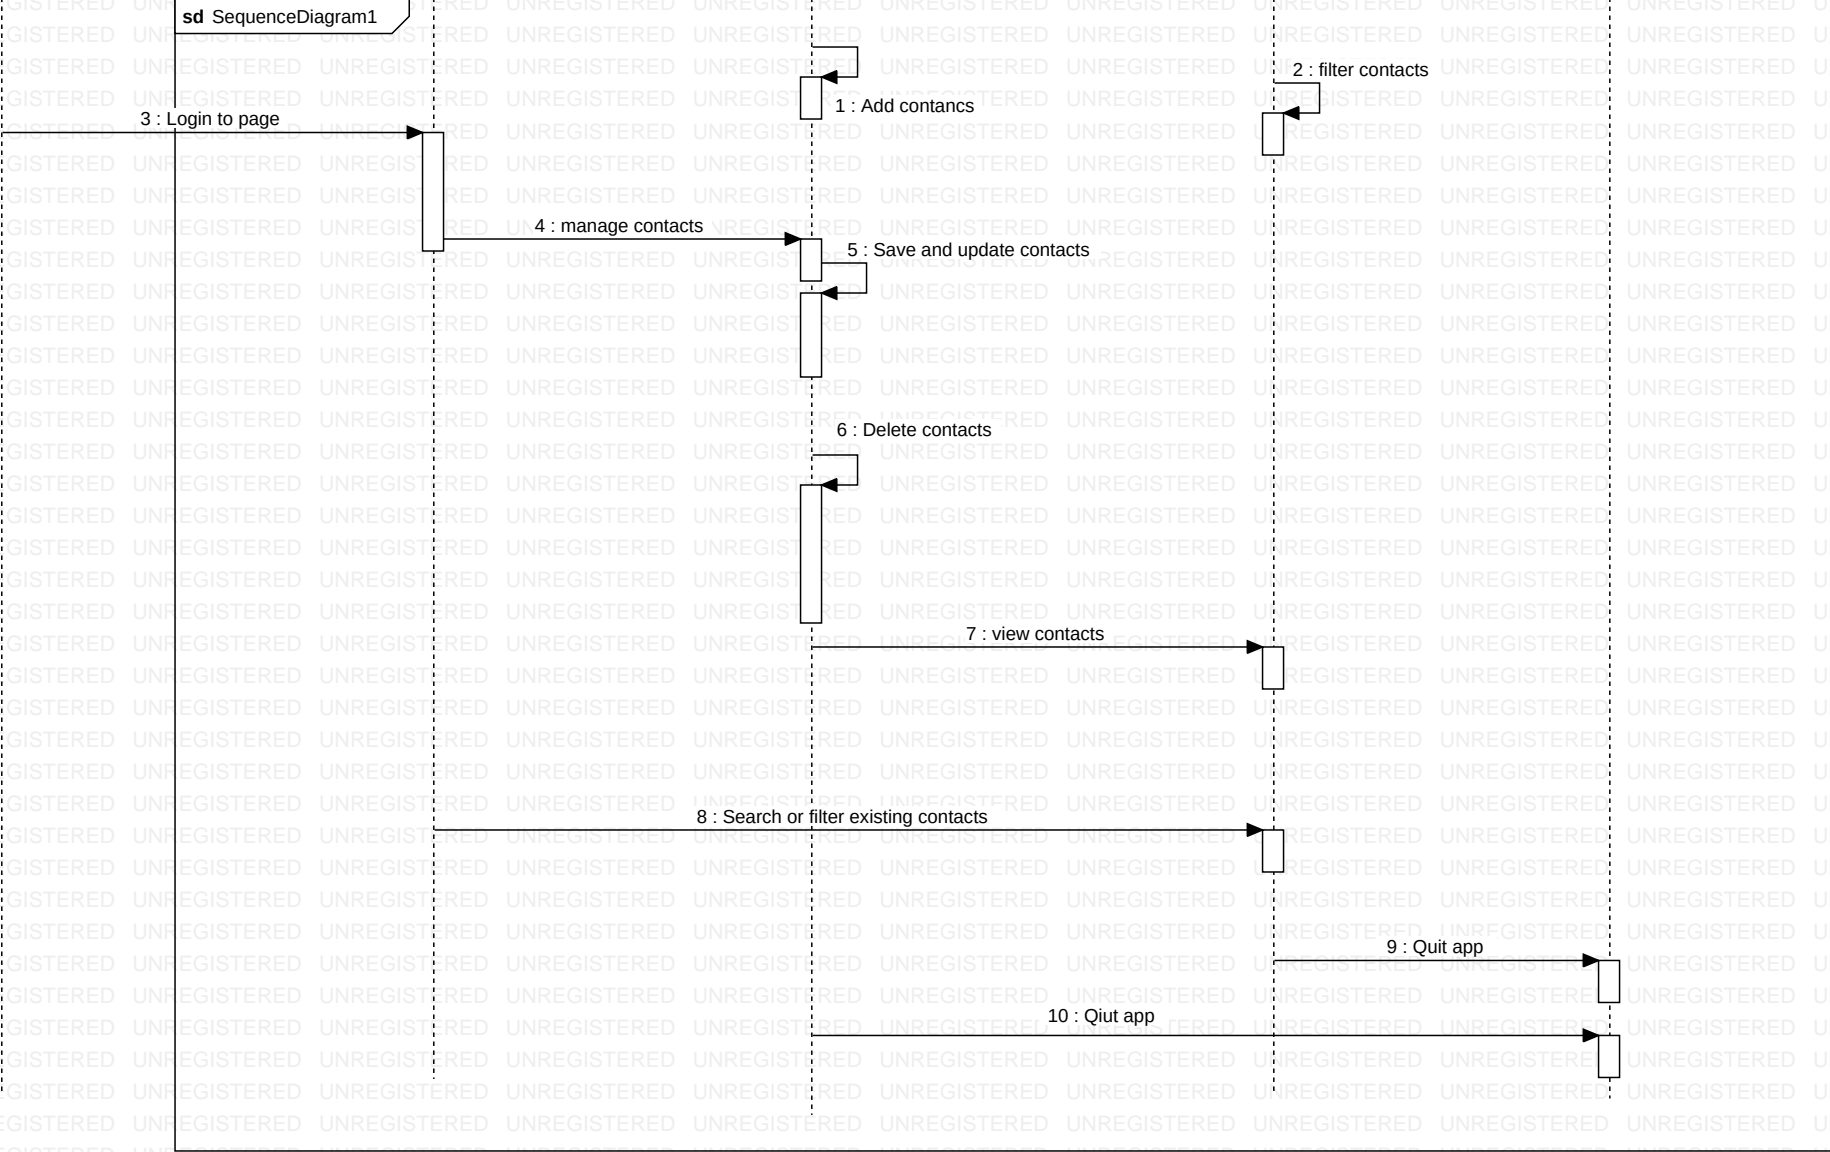 sd SequenceDiagram1
2 : filter contacts
1 : Add contancs
3 : Login to page
4 : manage contacts
5 : Save and update contacts
6 : Delete contacts
7 : view contacts
8 : Search or filter existing contacts
9 : Quit app
10 : Qiut app
UNREGISTERED